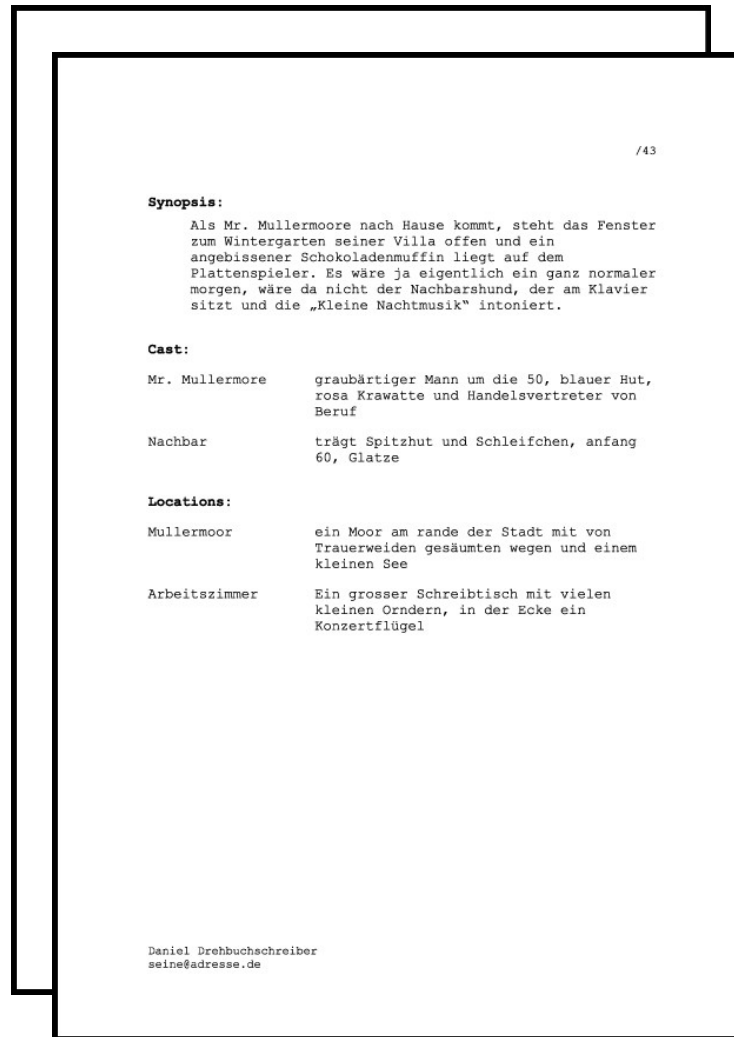 /43
Synopsis:
Als Mr. Mullermoore nach Hause kommt, steht das Fenster
zum Wintergarten seiner Villa offen und ein
angebissener Schokoladenmuffin liegt auf dem
Plattenspieler. Es wäre ja eigentlich ein ganz normaler
morgen, wäre da nicht der Nachbarshund, der am Klavier
sitzt und die „Kleine Nachtmusik“ intoniert.
Cast:
Mr. Mullermore graubärtiger Mann um die 50, blauer Hut,
rosa Krawatte und Handelsvertreter von
Beruf
Nachbar trägt Spitzhut und Schleifchen, anfang
60, Glatze
Locations:
Mullermoor ein Moor am rande der Stadt mit von
Trauerweiden gesäumten wegen und einem
kleinen See
Arbeitszimmer Ein grosser Schreibtisch mit vielen
kleinen Orndern, in der Ecke ein
Konzertflügel
Daniel Drehbuchschreiber
seine@adresse.de